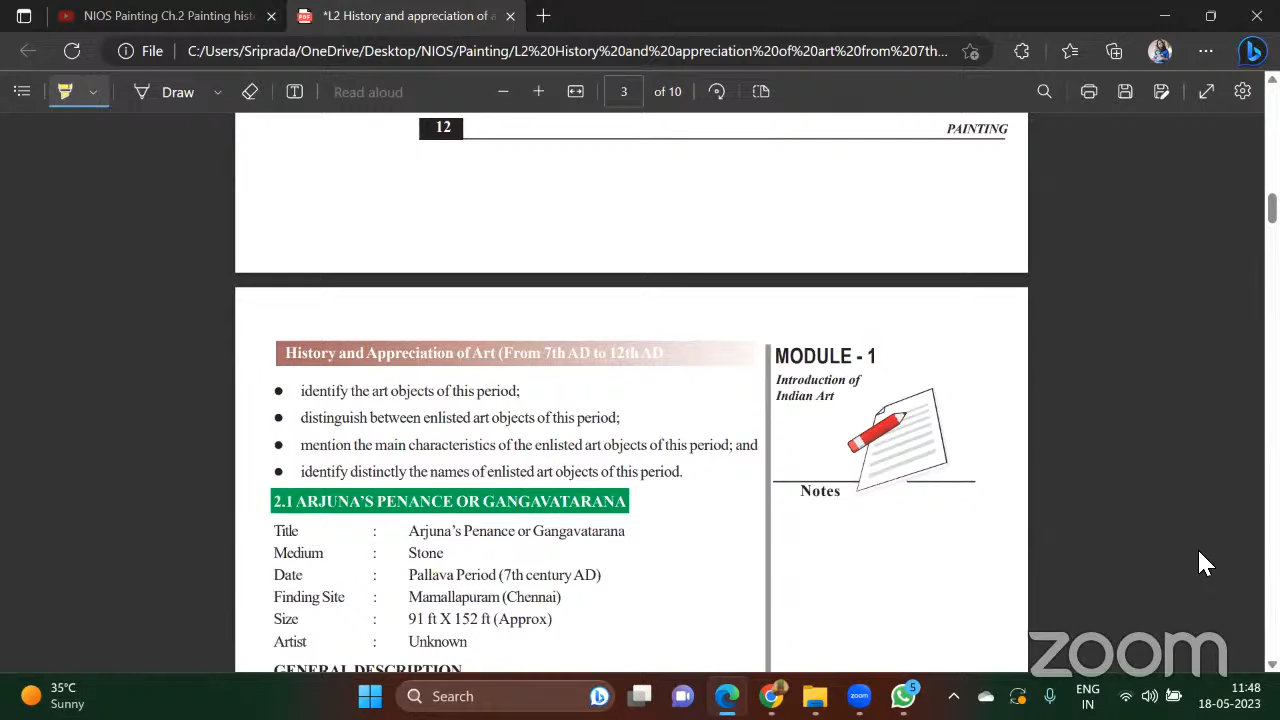 NIOS Painting Ch.2 Painting hist
*L2 History and appreciation of a
File
C:/Users/Sriprada/OneDrive/Desktop/NIOS/Painting/L2%20History%20and%20appreciation%20of%20art%20from%207th...
Draw
Read aloud
3
of 10
12
PAINTING
History and Appreciation of Art (From 7th AD to 12th AD
MODULE - 1
Introduction of
Indian Art
Notes
● identify the art objects of this period;
● distinguish between enlisted art objects of this period;
● mention the main characteristics of the enlisted art objects of this period; and
● identify distinctly the names of enlisted art objects of this period.
2.1 ARJUNA'S PENANCE OR GANGAVATARANA
Title : Arjuna's Penance or Gangavatarana
Medium : Stone
Date : Pallava Period (7th century AD)
Finding Site : Mamallapuram (Chennai)
Size : 91 ft X 152 ft (Approx)
Artist : Unknown
GENERAL DESCRIPTION
zoom
35°C
Sunny
Search
zoom
5
ENG
IN
11:48
18-05-2023